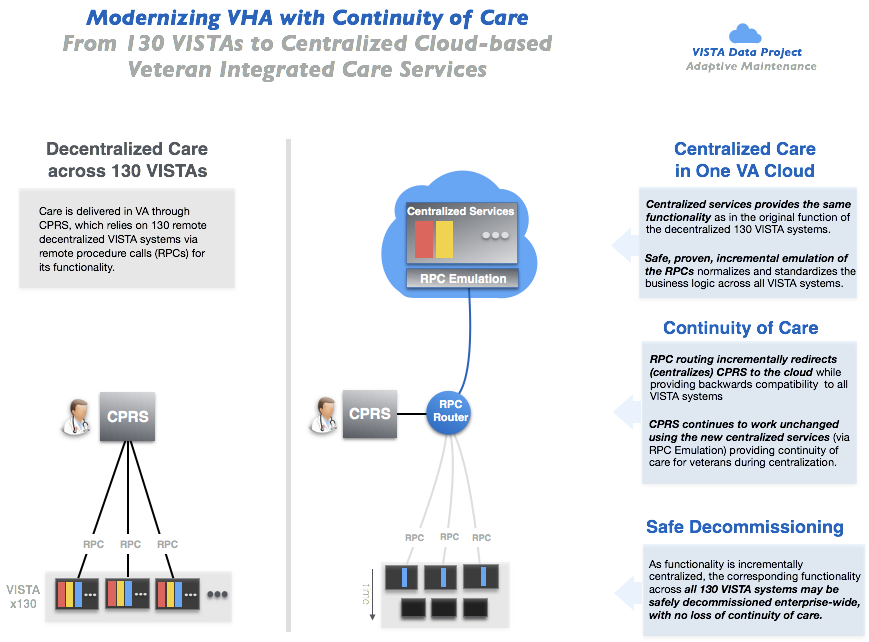 Modernizing VHA with Continuity of Care
From 130 VISTAs to Centralized Cloud-based
Veteran Integrated Care Services
VISTA Data Project
Adaptive Maintenance
Decentralized Care
across 130 VISTAs
Care is delivered in VA through
CPRS, which relies on 130 remote
decentralized VISTA systems via
remote procedure calls (RPCs) for
its functionality.
CPRS
RPC RPC RPC
VISTA
x130
Centralized Services
RPC Emulation
CPRS
RPC
Router
RPC RPC RPC
Centralized Care
in One VA Cloud
Centralized services provides the same
functionality as in the original function of
the decentralized 130 VISTA systems.
Safe, proven, incremental emulation
of the RPCs normalizes and standardizes the
business logic across all VISTA systems.
Continuity of Care
RPC routing incrementally redirects
(centralizes) CPRS to the cloud while
providing backwards compatibility to all
VISTA systems
CPRS continues to work unchanged
using the new centralized services (via
RPC Emulation) providing continuity of
care for veterans during centralization.
Safe Decommissioning
As functionality is incrementally
centralized, the corresponding functionality
across all 130 VISTA systems may be
safely decommissioned enterprise-wide,
with no loss of continuity of care.